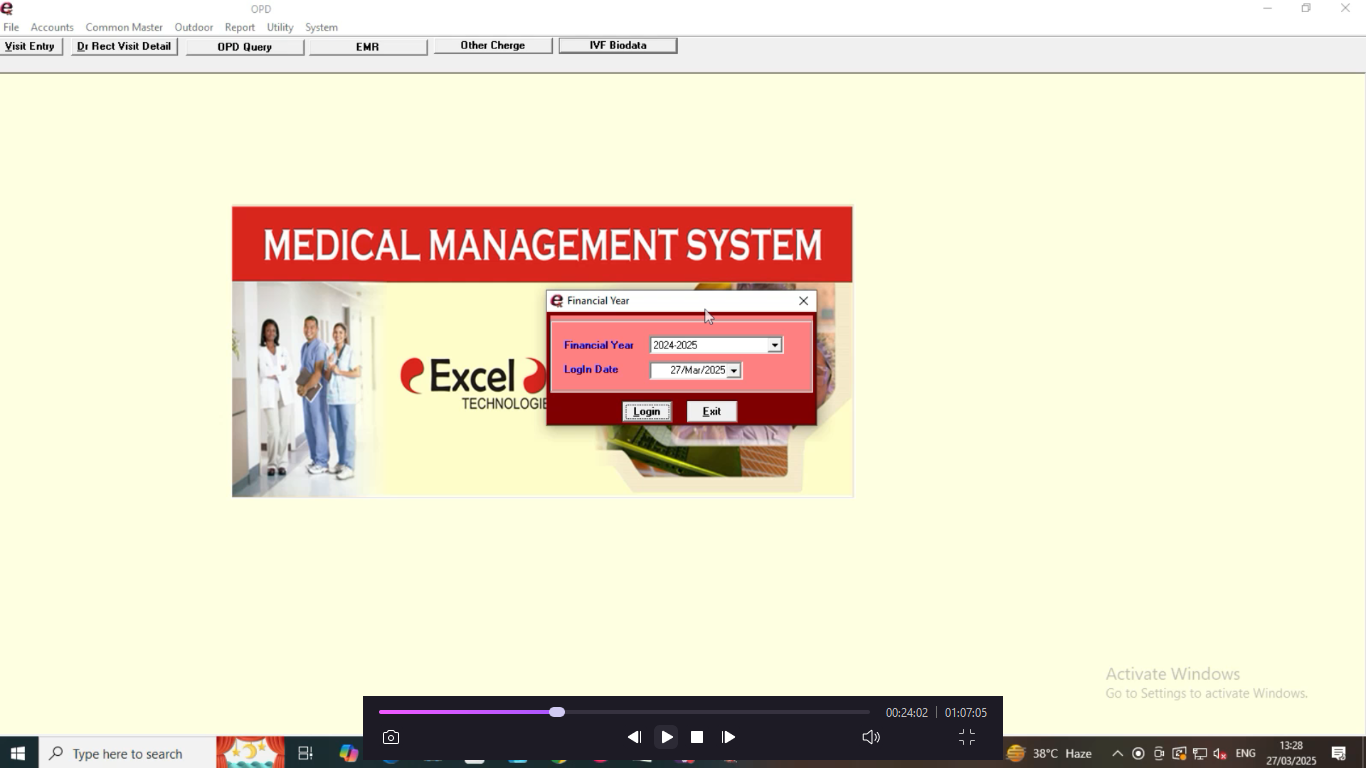 OPD
File Accounts Common Master Outdoor Report Utility System
Visit Entry Dr Rect Visit Detail OPD Query EMR Other Cherge IVF Biodata
MEDICAL MANAGEMENT SYSTEM
Financial Year
Financial Year 2024-2025
LogIn Date 27/Mar/2025
Login Exit
Excel
TECHNOLOGIE
Activate Windows
Go to Settings to activate Windows.
00:24:02 01:07:05
Type here to search
38°C Haze
ENG
13:28
27/03/2025